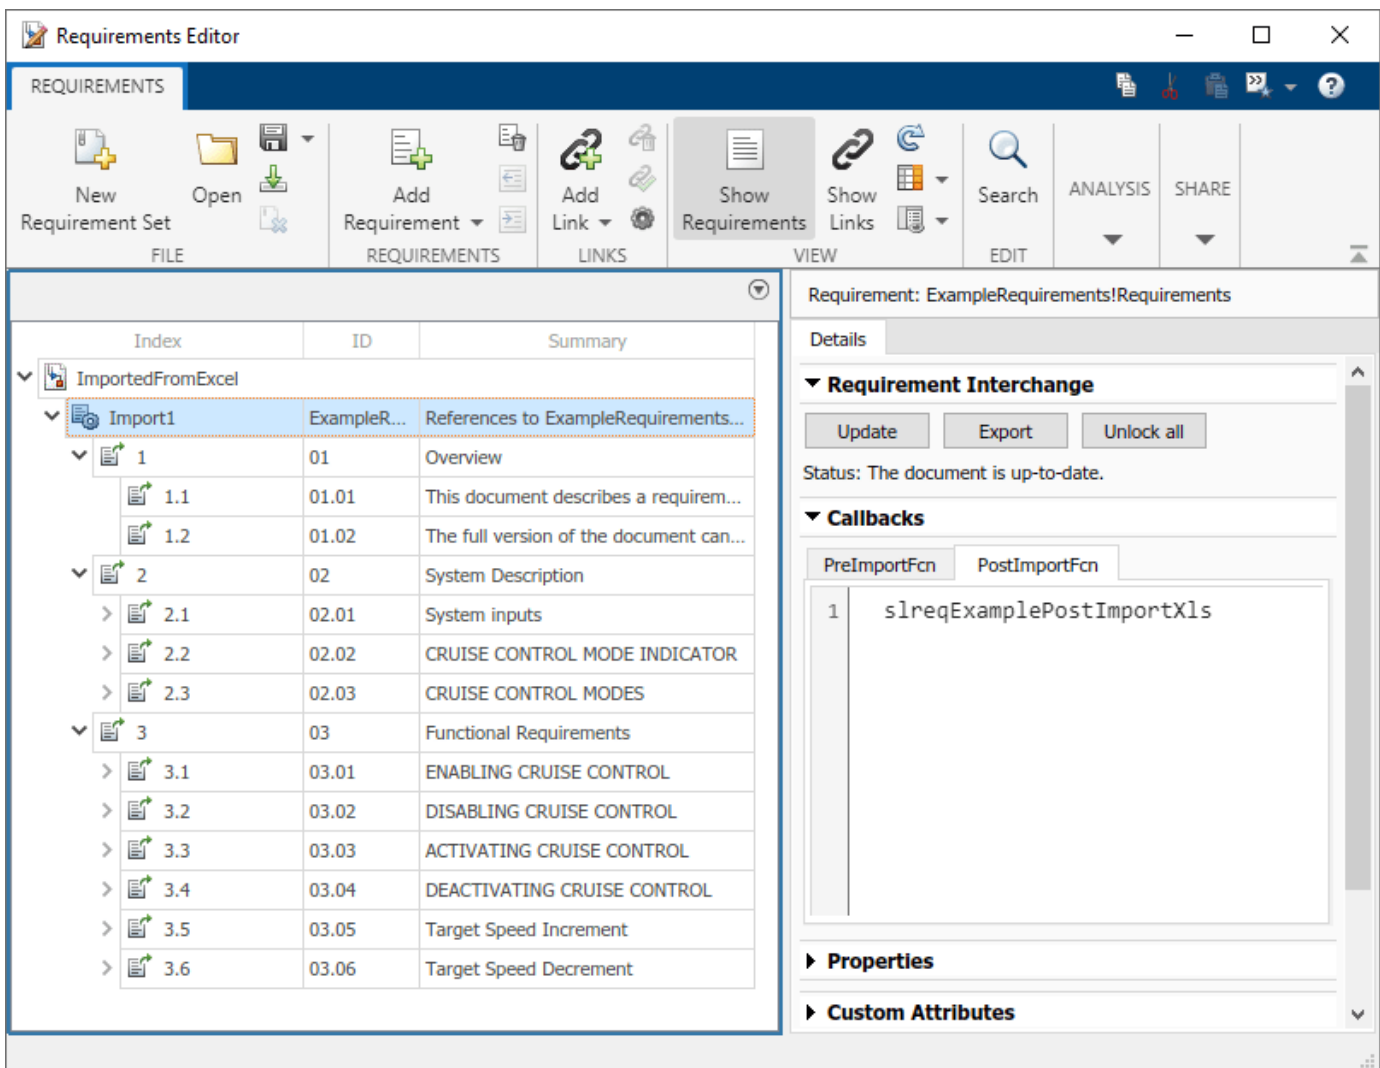 Requirements Editor
REQUIREMENTS
New
Requirement Set
Open
FILE
Add
Requirement
REQUIREMENTS
Add
Link
LINKS
Show
Requirements
Show
Links
VIEW
Search
EDIT
ANALYSIS
SHARE
Index ID Summary
ImportedFromExcel
Import1 ExampleR... References to ExampleRequirements...
1 01 Overview
1.1 01.01 This document describes a requirem...
1.2 01.02 The full version of the document can...
2 02 System Description
2.1 02.01 System inputs
2.2 02.02 CRUISE CONTROL MODE INDICATOR
2.3 02.03 CRUISE CONTROL MODES
3 03 Functional Requirements
3.1 03.01 ENABLING CRUISE CONTROL
3.2 03.02 DISABLING CRUISE CONTROL
3.3 03.03 ACTIVATING CRUISE CONTROL
3.4 03.04 DEACTIVATING CRUISE CONTROL
3.5 03.05 Target Speed Increment
3.6 03.06 Target Speed Decrement
Requirement: ExampleRequirements!Requirements
Details
Requirement Interchange
Update Export Unlock all
Status: The document is up-to-date.
Callbacks
PreImportFcn PostImportFcn
1 slreqExamplePostImportXls
Properties
Custom Attributes